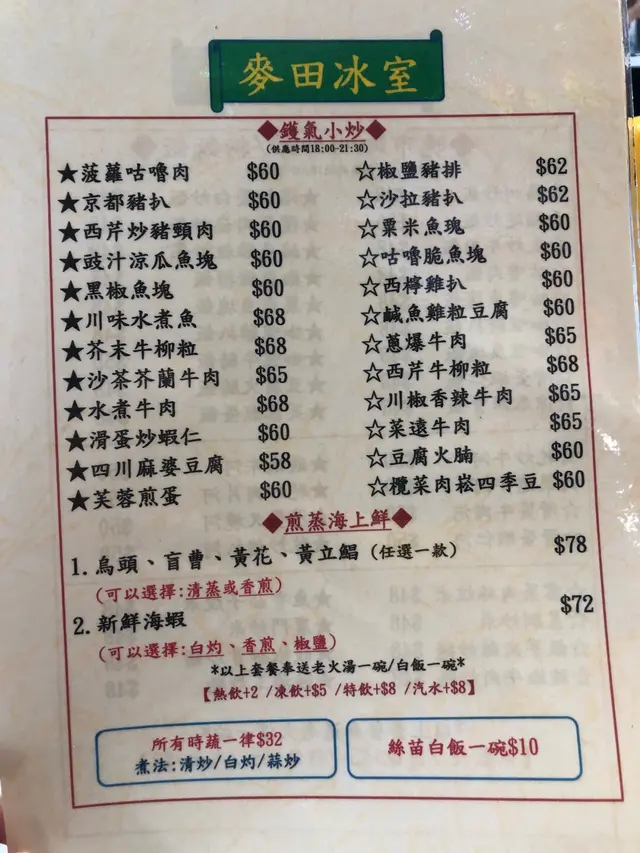 麥田冰室
◆鑊氣小炒◆
(供應時間18:00-21:30)
★菠蘿咕嚕肉 $60
★京都豬扒 $60
★西芹炒豬頸肉 $60
★豉汁涼瓜魚塊 $60
★黑椒魚塊 $60
★川味水煮魚 $68
★芥末牛柳粒 $68
★沙茶芥蘭牛肉 $65
★水煮牛肉 $68
★滑蛋炒蝦仁 $60
★四川麻婆豆腐 $58
★芙蓉煎蛋 $60
☆椒鹽豬排 $62
☆沙拉豬扒 $62
☆粟米魚瑰 $60
☆咕嚕脆魚塊 $60
☆西檸雞扒 $60
☆鹹魚雞粒豆腐 $60
☆蔥爆牛肉 $65
☆西芹牛柳粒 $68
☆川椒香辣牛肉 $65
☆菜遠牛肉 $65
☆豆腐火腩 $60
☆欖菜肉崧四季豆 $60
◆煎蒸海上鮮◆
1. 烏頭、盲曹、黃花、黃立鯧 (任選一款) $78
(可以選擇:清蒸或香煎)
2. 新鮮海蝦 $72
(可以選擇:白灼、香煎、椒鹽)
*以上套餐奉送老火湯一碗/白飯一碗*
【熱飲+2 /凍飲+$5 /特飲+$8 /汽水+$8】
所有時蔬一律$32
煮法:清炒/白灼/蒜炒
絲苗白飯一碗$10